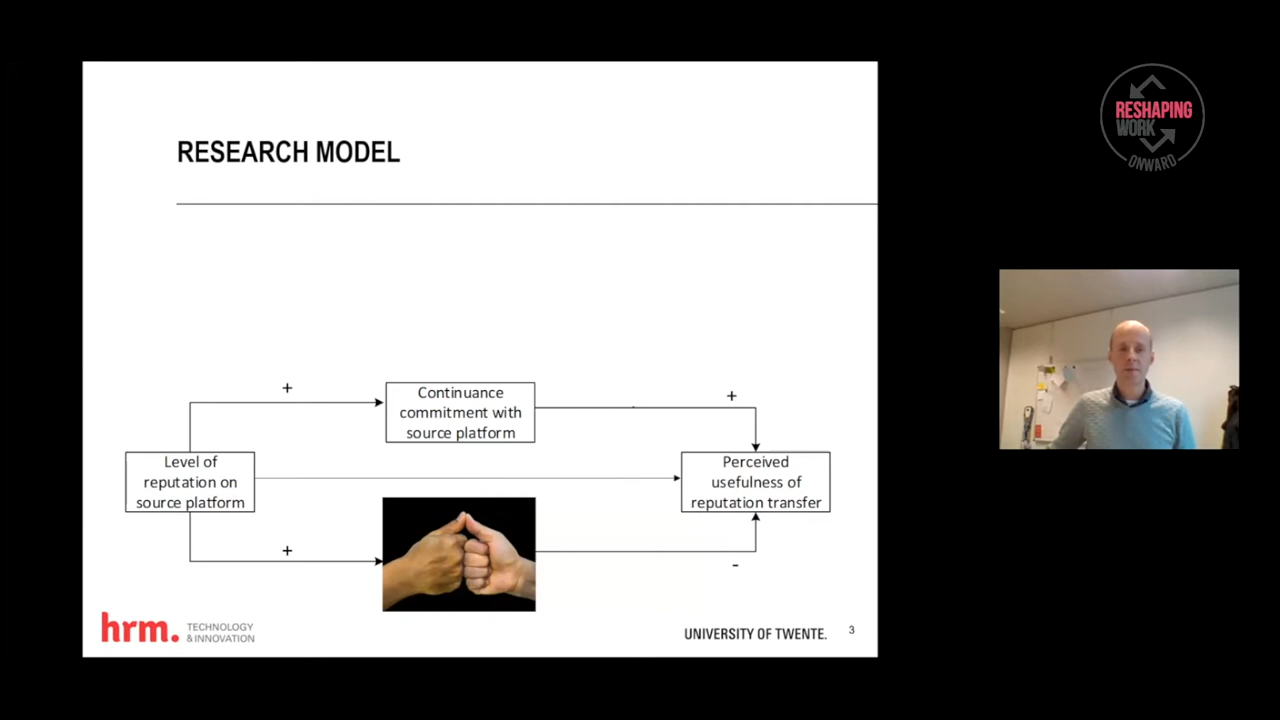 RESEARCH MODEL
+
Continuance
commitment with
source platform
+
Level of
reputation on
source platform
Perceived
usefulness of
reputation transfer
+
-
hrm. TECHNOLOGY
& INNOVATION
UNIVERSITY OF TWENTE.
3
RESHAPING
WORK
ONWARD